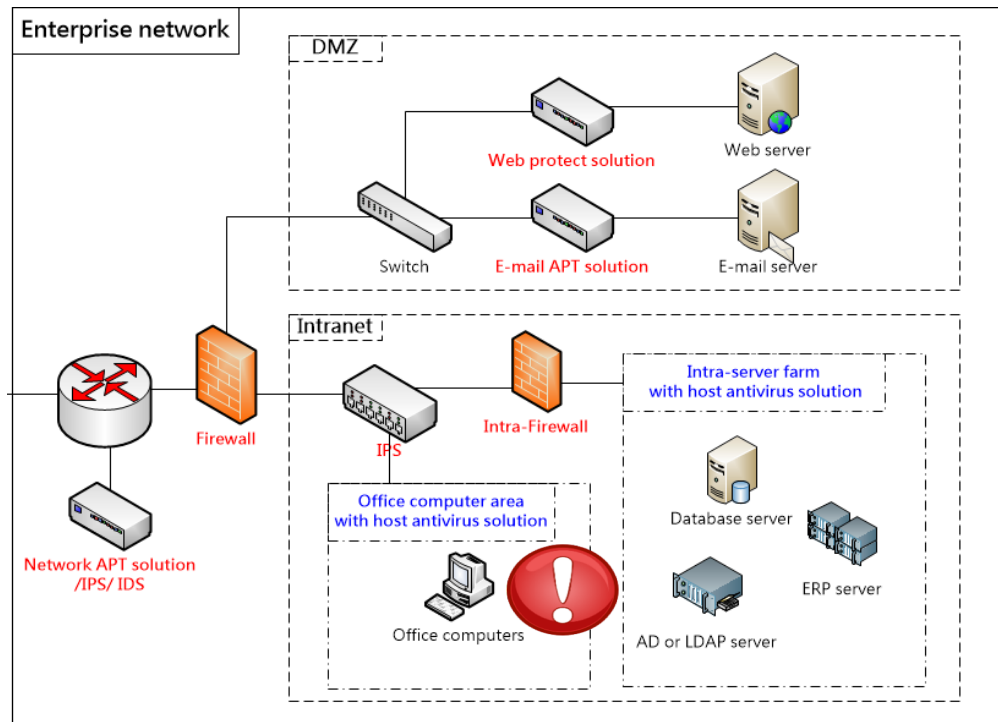 Enterprise network
DMZ
Web protect solution
Web server
Switch
E-mail APT solution
E-mail server
Intranet
Firewall
IPS
Intra-Firewall
Intra-server farm
with host antivirus solution
Network APT solution
/IPS/ IDS
Office computer area
with host antivirus solution
Office computers
Database server
ERP server
AD or LDAP server